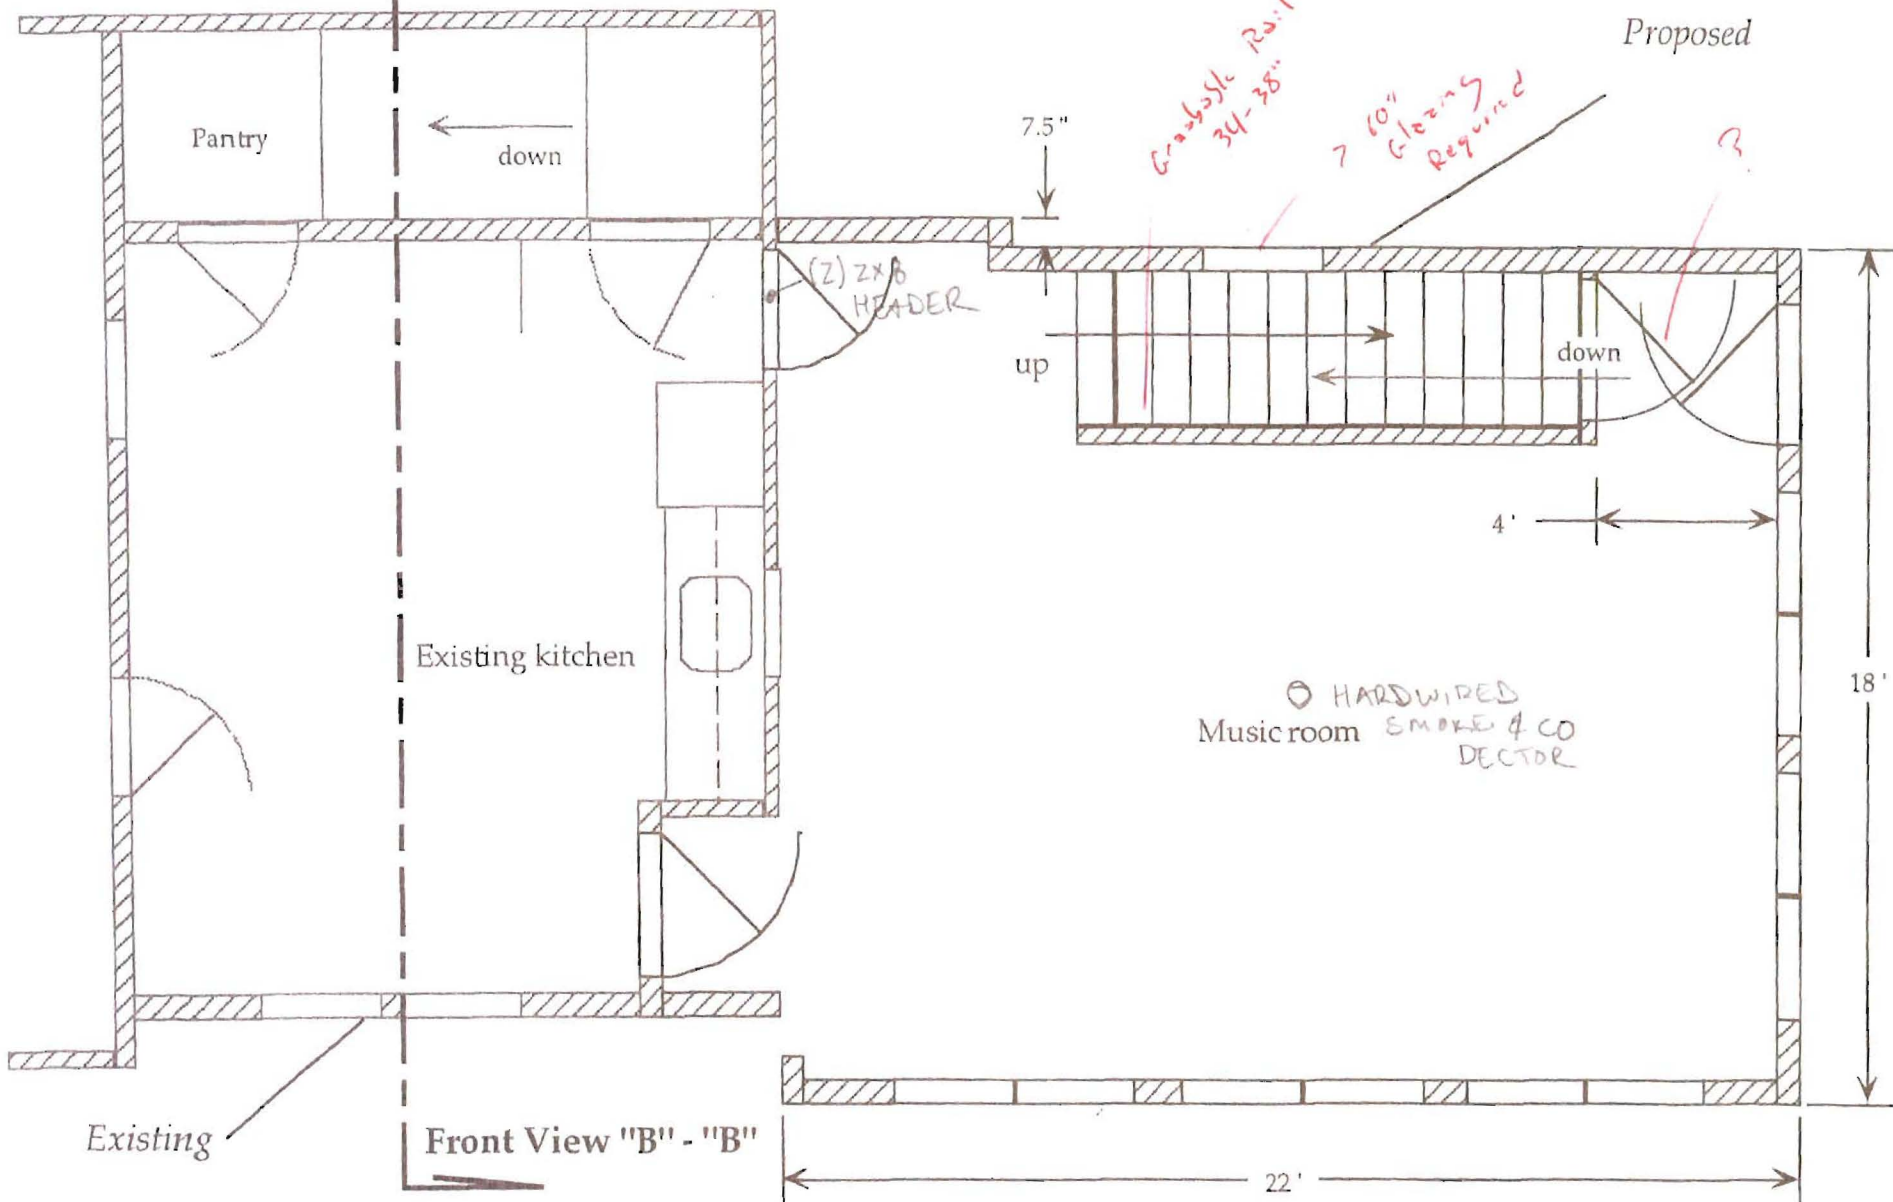 Proposed
Graspable Rail
34-38"
? 60"
Glazing
Required
?
7.5"
Pantry
down
(2) 2x8
HEADER
up
down
4'
Existing kitchen
18'
HARDWIRED
Music room SMOKE & CO
DECTOR
Existing
Front View "B" - "B"
22'